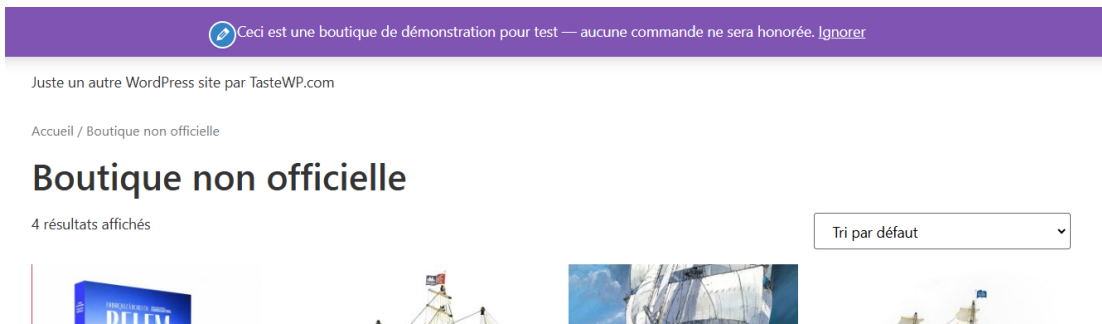 Ceci est une boutique de démonstration pour test — aucune commande ne sera honorée. Ignorer
Juste un autre WordPress site par TasteWP.com
Accueil / Boutique non officielle
Boutique non officielle
4 résultats affichés
Tri par défaut
BELEM